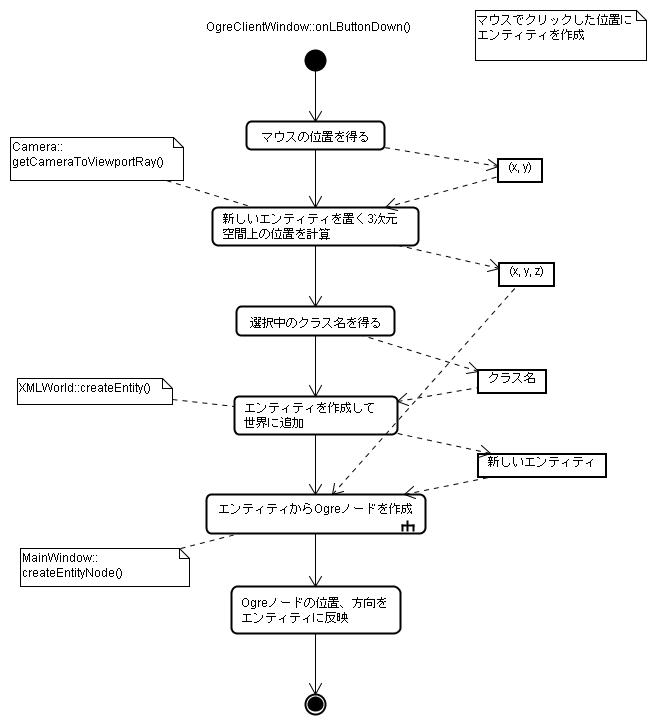 OgreClientWindow::onLButtonDown()
マウスでクリックした位置に
エンティティを作成
マウスの位置を得る
Camera::
getCameraToViewportRay()
(x, y)
新しいエンティティを置く3次元
空間上の位置を計算
(x, y, z)
選択中のクラス名を得る
クラス名
XMLWorld::createEntity()
エンティティを作成して
世界に追加
新しいエンティティ
エンティティからOgreノードを作成
MainWindow::
createEntityNode()
Ogreノードの位置、方向を
エンティティに反映